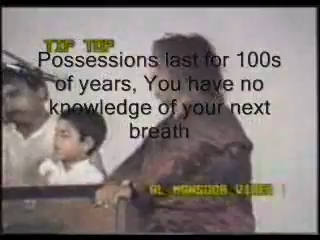 TIP TOP
Possessions last for 100s
of years, You have no
knowledge of your next
breath
AL MANSOOR VIDEO